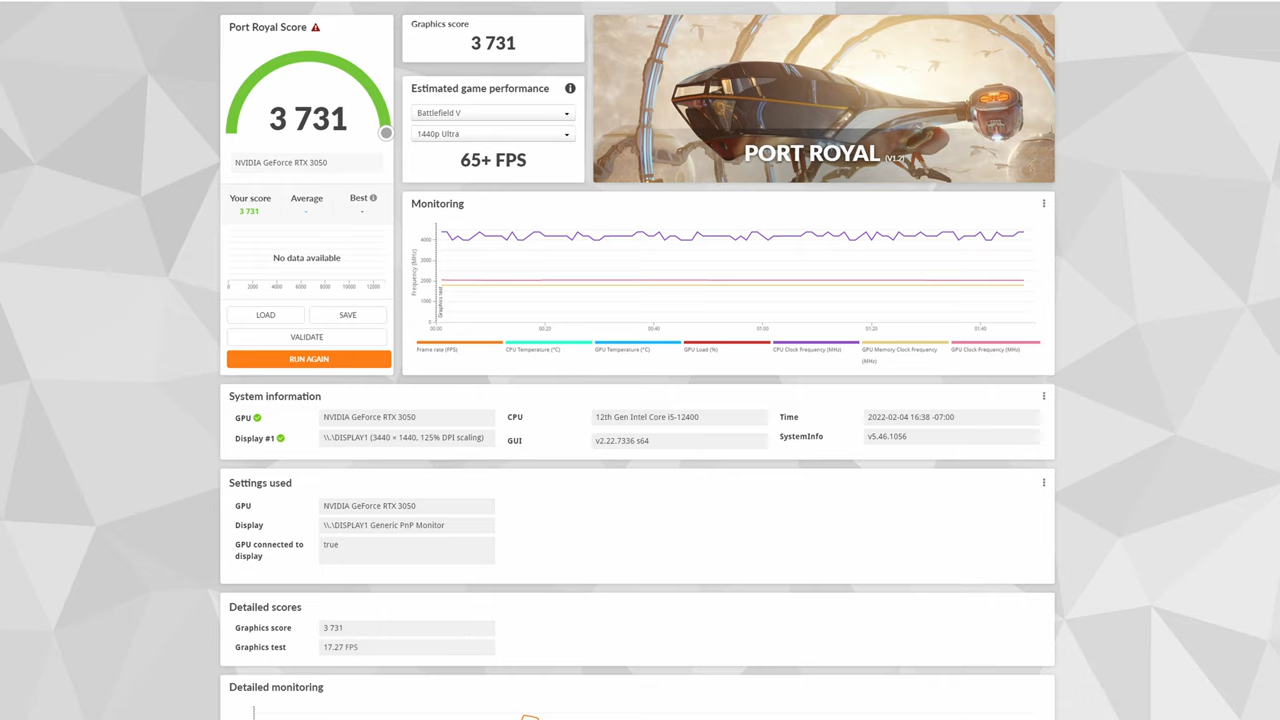 Port Royal Score
3 731
NVIDIA GeForce RTX 3050
Your score Average Best
3 731 - -
No data available
0 2000 4000 6000 8000 10000 12000
LOAD SAVE
VALIDATE
RUN AGAIN
Graphics score
3 731
Estimated game performance
Battlefield V
1440p Ultra
65+ FPS
PORT ROYAL (V1.2)
Monitoring
Frequency (MHz)
4000
3000
2000
1000
0
Graphics test
00:00 00:20 00:40 01:00 01:20 01:40
Frame rate (FPS) CPU Temperature (°C) GPU Temperature (°C) GPU Load (%) CPU Clock Frequency (MHz) GPU Memory Clock Frequency (MHz) GPU Clock Frequency (MHz)
System information
GPU NVIDIA GeForce RTX 3050 CPU 12th Gen Intel Core i5-12400 Time 2022-02-04 16:38 -07:00
Display #1 \\.\DISPLAY1 (3440 × 1440, 125% DPI scaling) GUI v2.22.7336 s64 SystemInfo v5.46.1056
Settings used
GPU NVIDIA GeForce RTX 3050
Display \\.\DISPLAY1 Generic PnP Monitor
GPU connected to display true
Detailed scores
Graphics score 3 731
Graphics test 17.27 FPS
Detailed monitoring